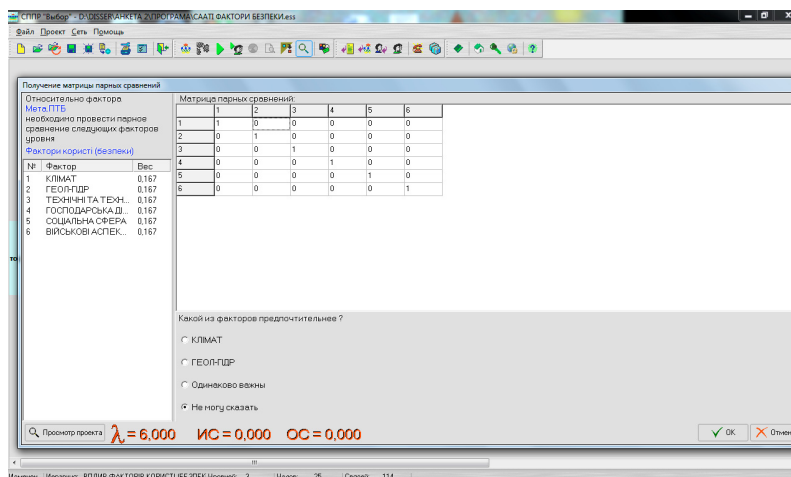 СППР "Выбор" - D:\DISSER\АНКЕТА 2\ПРОГРАМА\СААТІ ФАКТОРИ БЕЗПЕКИ.ess
Файл Проект Сеть Помощь
Получение матрицы парных сравнений
Относительно фактора
Мета.ПТБ
необходимо провести парное
сравнение следующих факторов
уровня
Фактори користі (безпеки)
№ Фактор Вес
1 КЛІМАТ 0,167
2 ГЕОЛ-ГІДР 0,167
3 ТЕХНІЧНІ ТА ТЕХН... 0,167
4 ГОСПОДАРСЬКА ДІ... 0,167
5 СОЦІАЛЬНА СФЕРА 0,167
6 ВІЙСЬКОВІ АСПЕК... 0,167
Матрица парных сравнений:
1 2 3 4 5 6
1 1 0 0 0 0 0
2 0 1 0 0 0 0
3 0 0 1 0 0 0
4 0 0 0 1 0 0
5 0 0 0 0 1 0
6 0 0 0 0 0 1
Какой из факторов предпочтительнее ?
КЛІМАТ
ГЕОЛ-ГІДР
Одинаково важны
Не могу сказать
Просмотр проекта
λ = 6,000 ИС = 0,000 ОС = 0,000
OK
Отмен